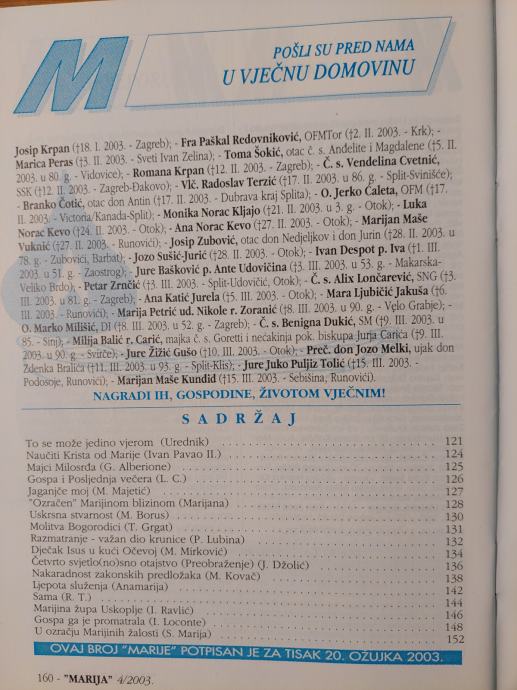 M
POŠLI SU PRED NAMA
U VJEČNU DOMOVINU
Josip Krpan (†18. I. 2003. - Zagreb); - Fra Paškal Redovniković, OFMTor (†2. II. 2003. - Krk); -
Marica Peras (†3. II. 2003. - Sveti Ivan Zelina); - Toma Šokić, otac č. s. Anđelite i Magdalene (†5. II.
2003. u 80. g. - Vidovice); - Romana Krpan (†12. II. 2003. - Zagreb); - Č. s. Vendelina Cvetnić,
SSK (†12. II. 2003. - Zagreb-Đakovo); - Vlč. Radoslav Terzić (†17. II. 2003. u 86. g. - Split-Svinišće);
- Branko Čotić, otac don Antin (†17. II. 2003. - Dubrava kraj Splita); - O. Jerko Caleta, OFM (†17.
II. 2003. - Victoria/Kanada-Split); - Monika Norac Kljajo (†21. II. 2003. u 3. g. - Otok); - Luka
Norac Kevo (†24. II. 2003. - Otok); - Ana Norac Kevo (†27. II. 2003. - Otok); - Marijan Maše
Vuknić (†27. II. 2003. - Runovići); - Josip Zubović, otac don Nedjeljkov i don Jurin (†28. II. 2003. u
78. g. - Zubovići, Barbat); - Jozo Sušić-Jurić (†28. II. 2003. - Otok); - Ivan Despot p. Iva (†1. III.
2003. u 51. g. - Zaostrog); - Jure Bašković p. Ante Udovičina (†3. III. 2003. u 53. g. - Makarska-
Veliko Brdo); - Petar Zrnčić (†3. III. 2003. - Split-Udovičić, Otok); - Č. s. Alix Lončarević, SNG (†3.
III. 2003. u 81. g. - Zagreb); - Ana Katić Jurela (†5. III. 2003. - Otok); - Mara Ljubičić Jakuša (†6.
III. 2003. - Runovići); - Marija Petrić ud. Nikole r. Zoranić (†8. III. 2003. u 90. g. - Velo Grablje); -
O. Marko Milišić, DI (†8. III. 2003. u 52. g. - Zagreb); - Č. s. Benigna Dukić, SM (†9. III. 2003. u
85. - Sinj); - Milija Balić r. Carić, majka č. s. Goretti i nećakinja pok. biskupa Jurja Carića (†9. III.
2003. u 90. g. - Svirče); - Jure Žižić Gušo (†10. III. 2003. - Otok); - Preč. don Jozo Melki, ujak don
Zdenka Bralića (†11. III. 2003. u 93. g. - Split-Klis); - Jure Juko Puljiz Tolić (†15. III. 2003. -
Podosoje, Runovići); - Marijan Maše Kundid (†15. III. 2003. - Sebišina, Runovići).
NAGRADI IH, GOSPODINE, ŽIVOTOM VJEČNIM!
SADRŽAJ
To se može jedino vjerom (Urednik) 121
Naučiti Krista od Marije (Ivan Pavao II.) 124
Majci Milosrđa (G. Alberione) 125
Gospa i Posljednja večera (L. C.) 126
Jaganjče moj (M. Majetić) 127
"Ozračen" Marijinom blizinom (Marijana) 128
Uskrsna stvarnost (M. Borus) 130
Molitva Bogorodici (T. Grgat) 131
Razmatranje - važan dio krunice (P. Lubina) 132
Dječak Isus u kući Očevoj (M. Mirković) 134
Četvrto svjetlo(no)sno otajstvo (Preobraženje) (J. Džolić) 136
Nakaradnost zakonskih predložaka (M. Kovač) 138
Ljepota služenja (Anamarija) 142
Sama (R. T.) 144
Marijina župa Uskoplje (I. Ravlić) 146
Gospa ga je promatrala (I. Loconte) 148
U ozračju Marijinih žalosti (S. Marija) 152
OVAJ BROJ "MARIJE" POTPISAN JE ZA TISAK 20. OŽUJKA 2003.
160 - "MARIJA" 4/2003.